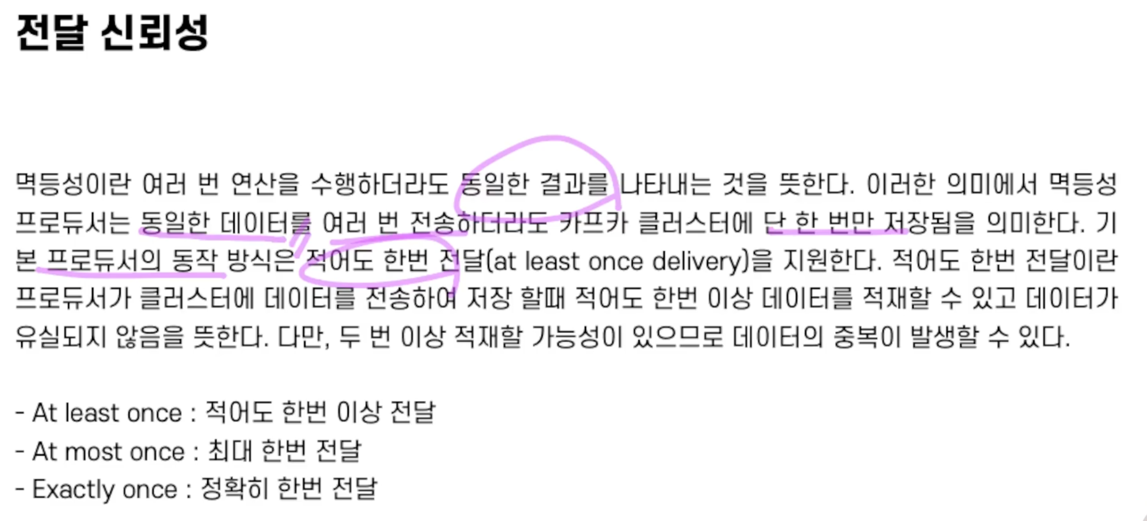 전달 신뢰성
멱등성이란 여러 번 연산을 수행하더라도 동일한 결과를 나타내는 것을 뜻한다. 이러한 의미에서 멱등성
프로듀서는 동일한 데이터를 여러 번 전송하더라도 카프카 클러스터에 단 한 번만 저장됨을 의미한다. 기
본 프로듀서의 동작 방식은 적어도 한번 전달(at least once delivery)을 지원한다. 적어도 한번 전달이란
프로듀서가 클러스터에 데이터를 전송하여 저장 할때 적어도 한번 이상 데이터를 적재할 수 있고 데이터가
유실되지 않음을 뜻한다. 다만, 두 번 이상 적재할 가능성이 있으므로 데이터의 중복이 발생할 수 있다.
- At least once : 적어도 한번 이상 전달
- At most once : 최대 한번 전달
- Exactly once : 정확히 한번 전달